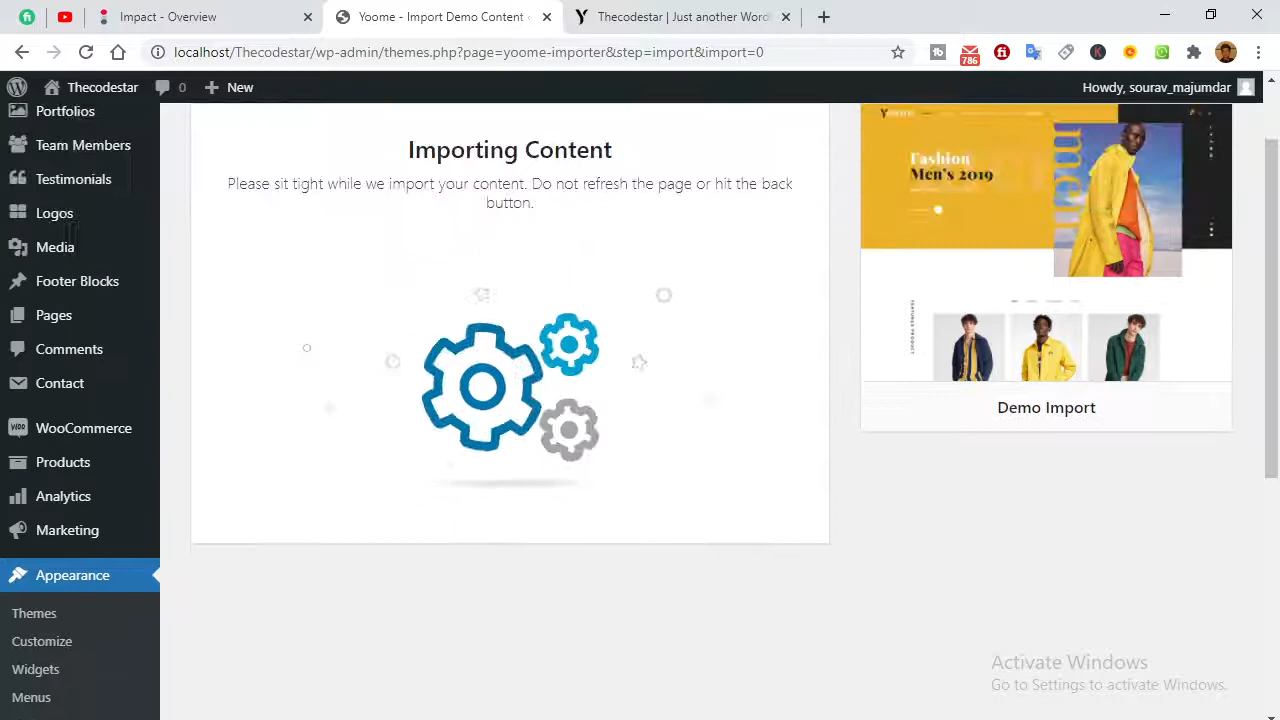 Impact - Overview
Yoome - Import Demo Content
Thecodestar | Just anoth
localhost/Thecodestar/wp-admin/themes.php?page=yoome-importer&step=import&import=0
786
Thecodestar
0
New
Howdy, sourav_majumdar
Portfolios
Team Members
Testimonials
Logos
Media
Footer Blocks
Pages
Comments
Contact
WooCommerce
Products
Analytics
Marketing
Appearance
Themes
Customize
Widgets
Menus
Importing Content
Please sit tight while we import your content. Do not refresh the page or hit the back
button.
Fashion
Men's 2019
Demo Import
Activate Windows
Go to Settings to activate Windows.